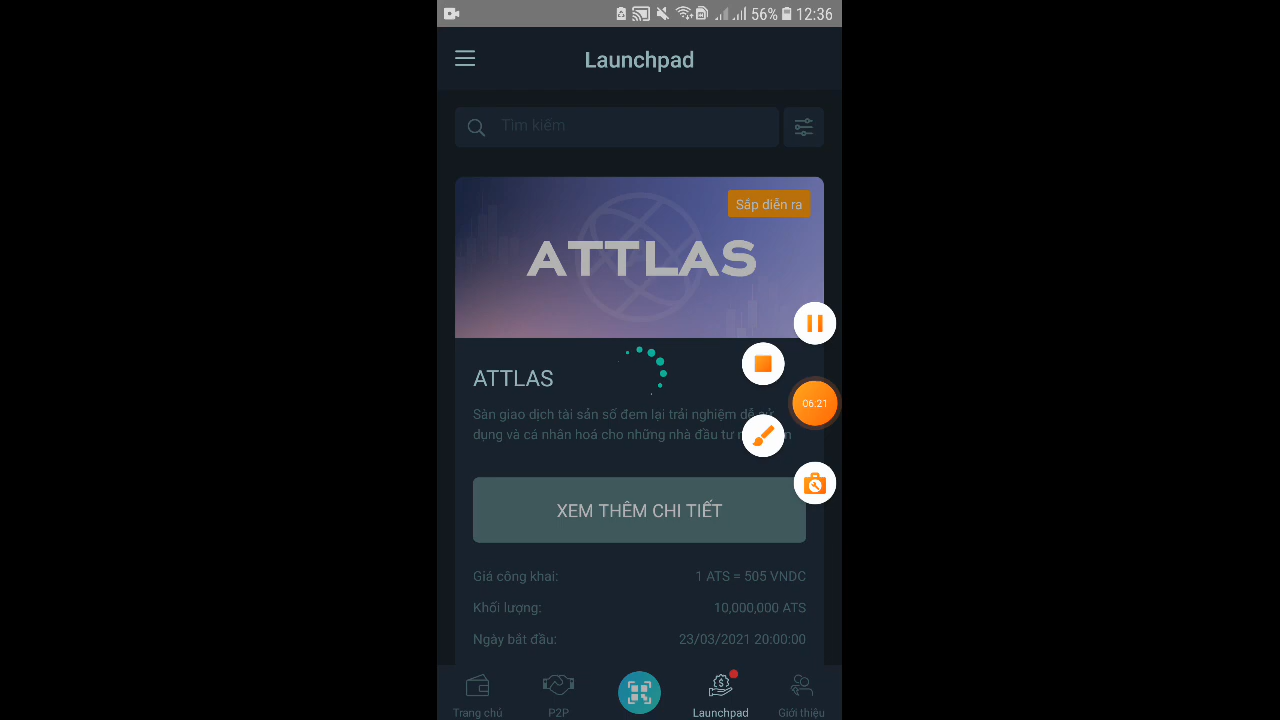 56% 12:36
Launchpad
Tìm kiếm
Sắp diễn ra
ATTLAS
ATTLAS
Sàn giao dịch tài sản số đem lại trải nghiệm dễ sử
dụng và cá nhân hoá cho những nhà đầu tư
05:21
XEM THÊM CHI TIẾT
Giá công khai: 1 ATS = 505 VNDC
Khối lượng: 10,000,000 ATS
Ngày bắt đầu: 23/03/2021 20:00:00
Trang chủ P2P Launchpad Giới thiệu